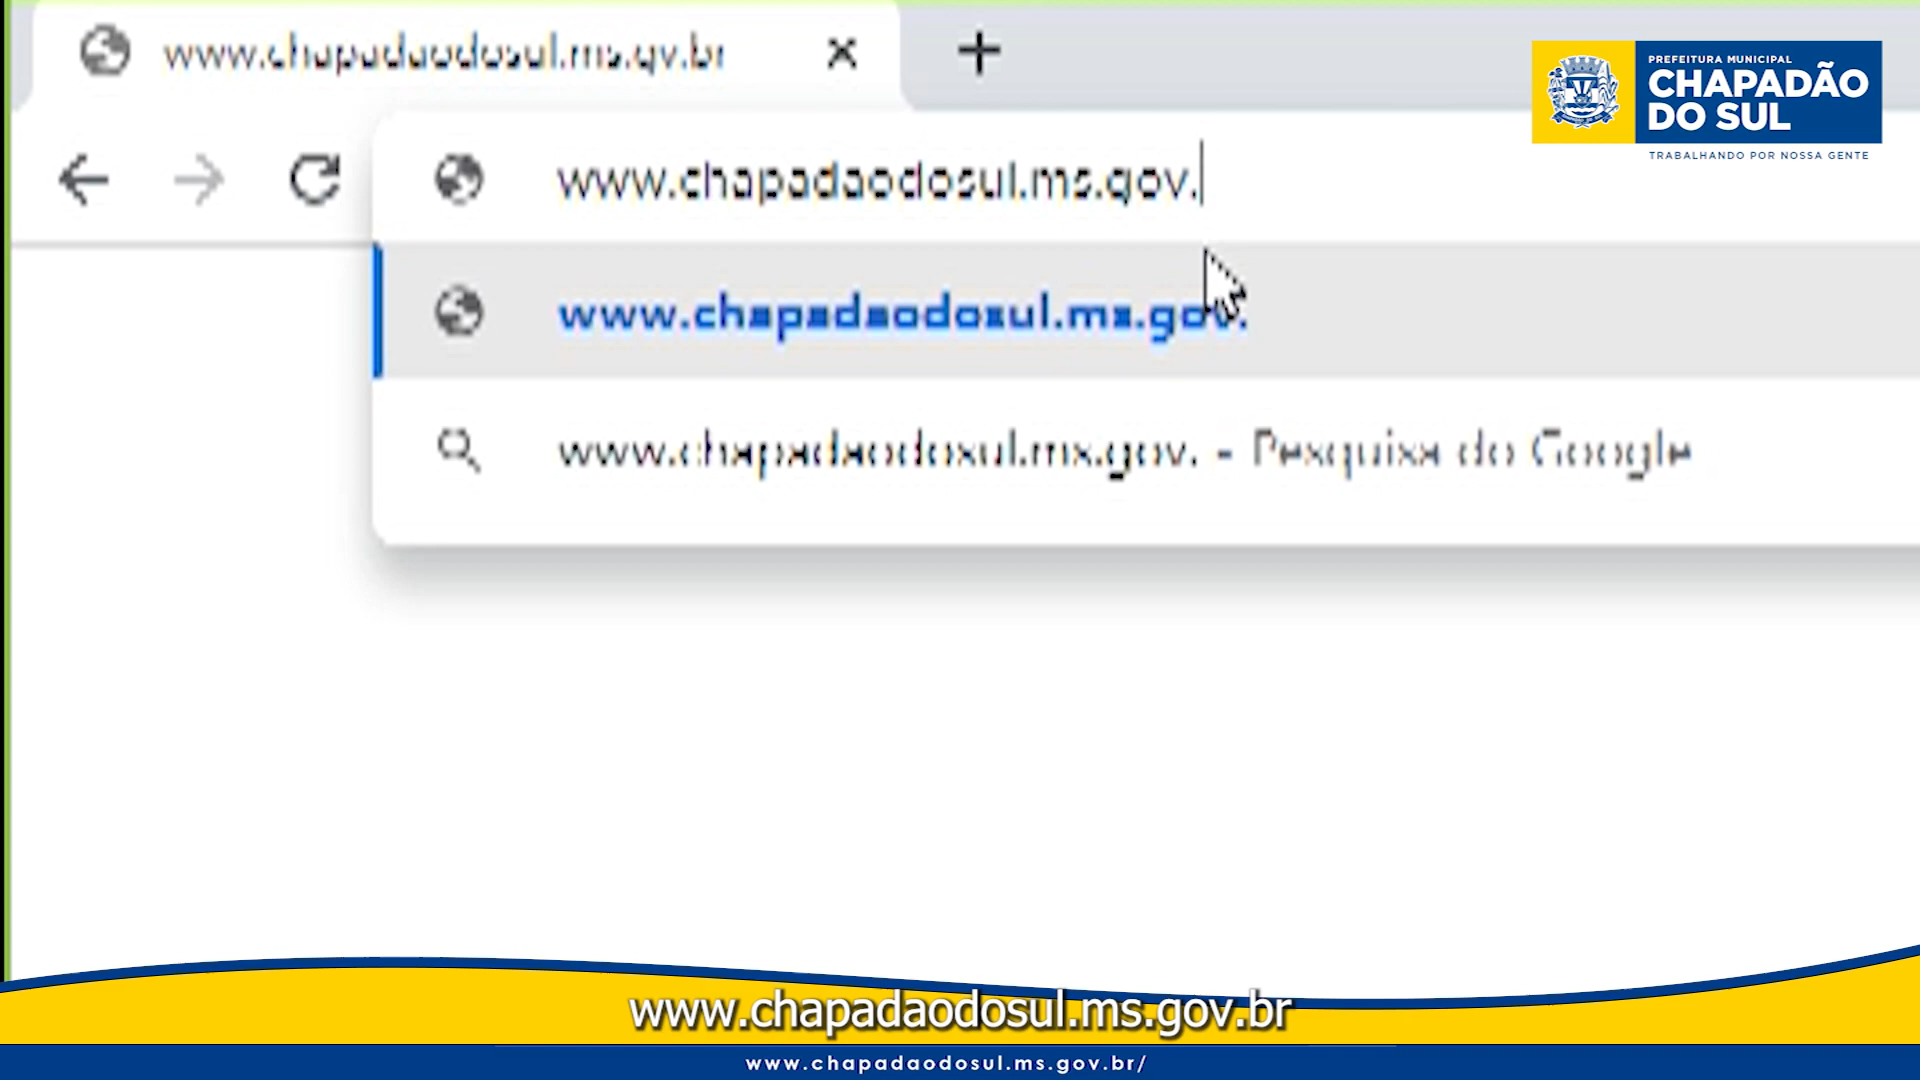 www.chapadaodosul.ms.gv.br
PREFEITURA MUNICIPAL
CHAPADÃO
DO SUL
TRABALHANDO POR NOSSA GENTE
www.chapadaodosul.ms.gov.
www.chapadaodosul.ms.gov.
www.chapadaodosul.ms.gov. - Pesquisa do Google
www.chapadaodosul.ms.gov.br
www.chapadaodosul.ms.gov.br/